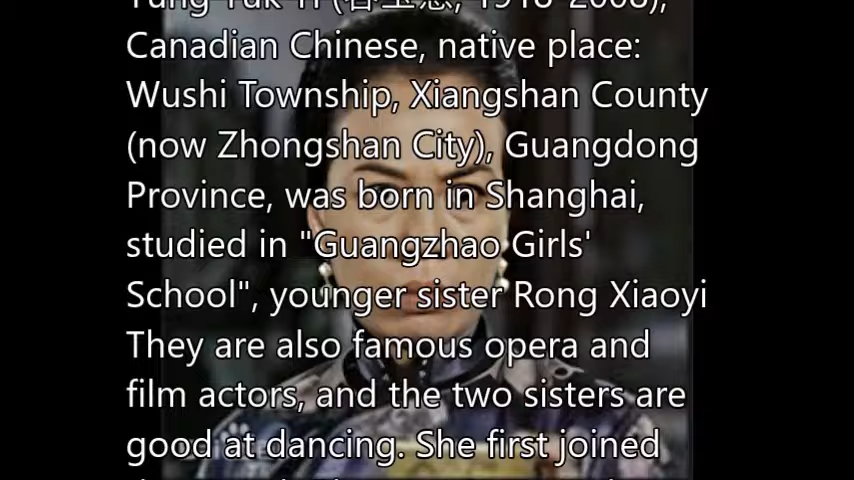 Canadian Chinese, native place:
Wushi Township, Xiangshan County
(now Zhongshan City), Guangdong
Province, was born in Shanghai,
studied in "Guangzhao Girls'
School", younger sister Rong Xiaoyi
They are also famous opera and
film actors, and the two sisters are
good at dancing. She first joined